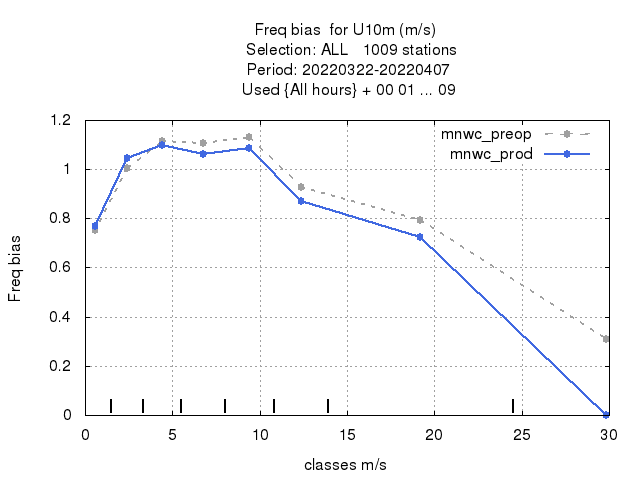 Freq bias  for U10m (m/s)
Selection: ALL   1009 stations
Period: 20220322-20220407
Used {All hours} + 00 01 ... 09
mnwc_preop
mnwc_prod
1.2
1
0.8
0.6
0.4
0.2
0
Freq bias
0 5 10 15 20 25 30
classes m/s